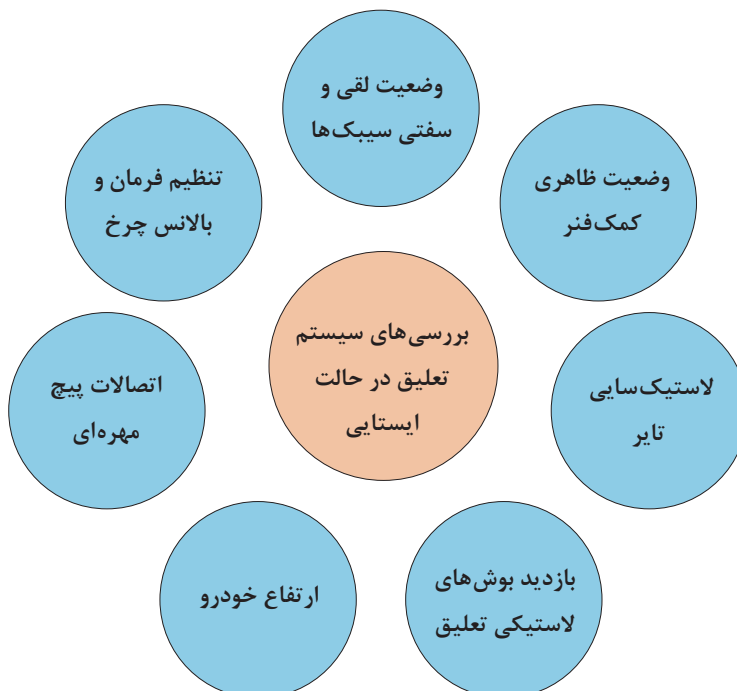 وضعیت لقی و
سفتی سیبک‌ها
وضعیت ظاهری
کمک‌فنر
لاستیک‌سایی
تایر
بازدید بوش‌های
لاستیکی تعلیق
ارتفاع خودرو
اتصالات پیچ
مهره‌ای
تنظیم فرمان و
بالانس چرخ
بررسی‌های سیستم
تعلیق در حالت
ایستایی